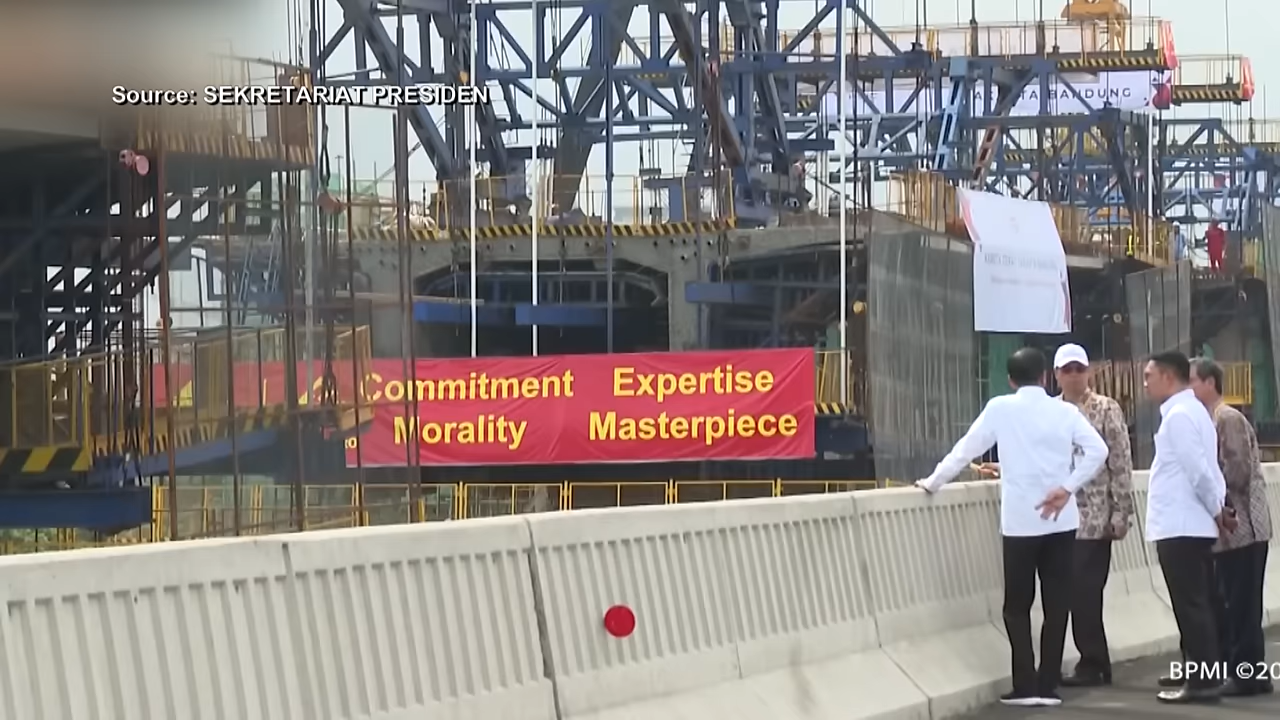 Source: SEKRETARIAT PRESIDEN
BANDUNG
Commitment Expertise
Morality Masterpiece
BPMI ©20